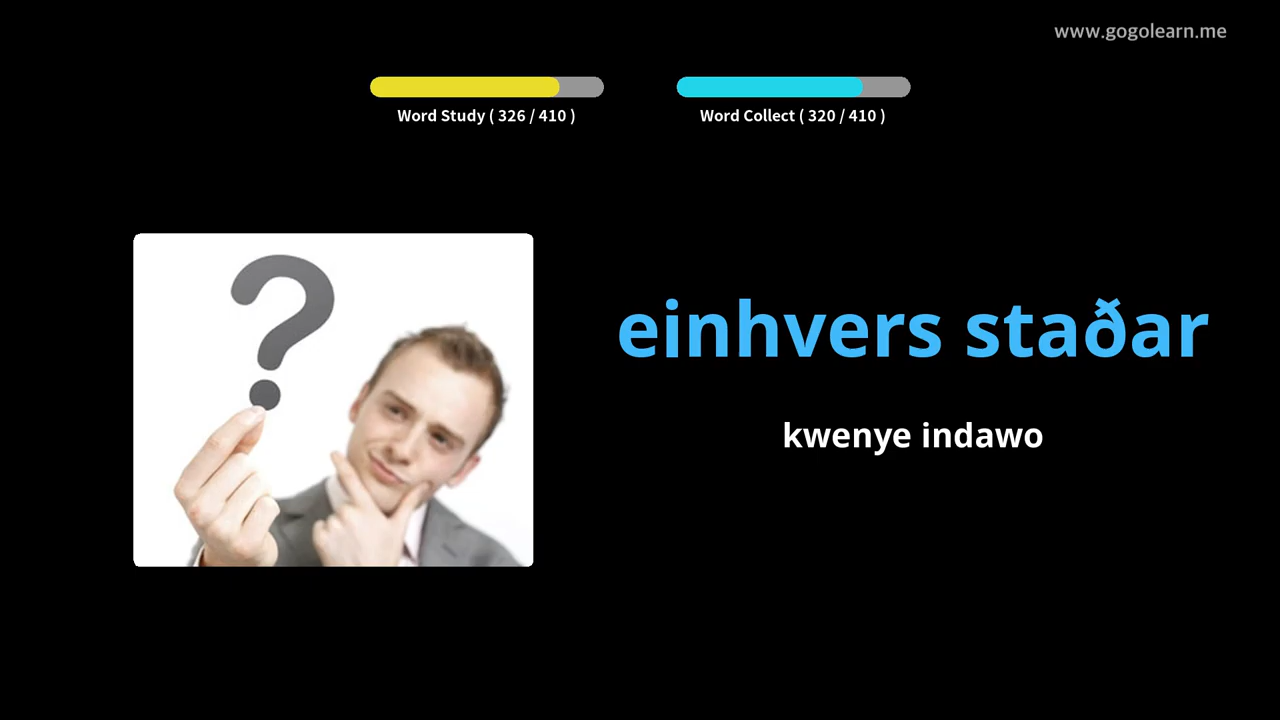 www.gogolearn.me
Word Study ( 326 / 410 )
Word Collect ( 320 / 410 )
einhvers staðar
kwenye indawo